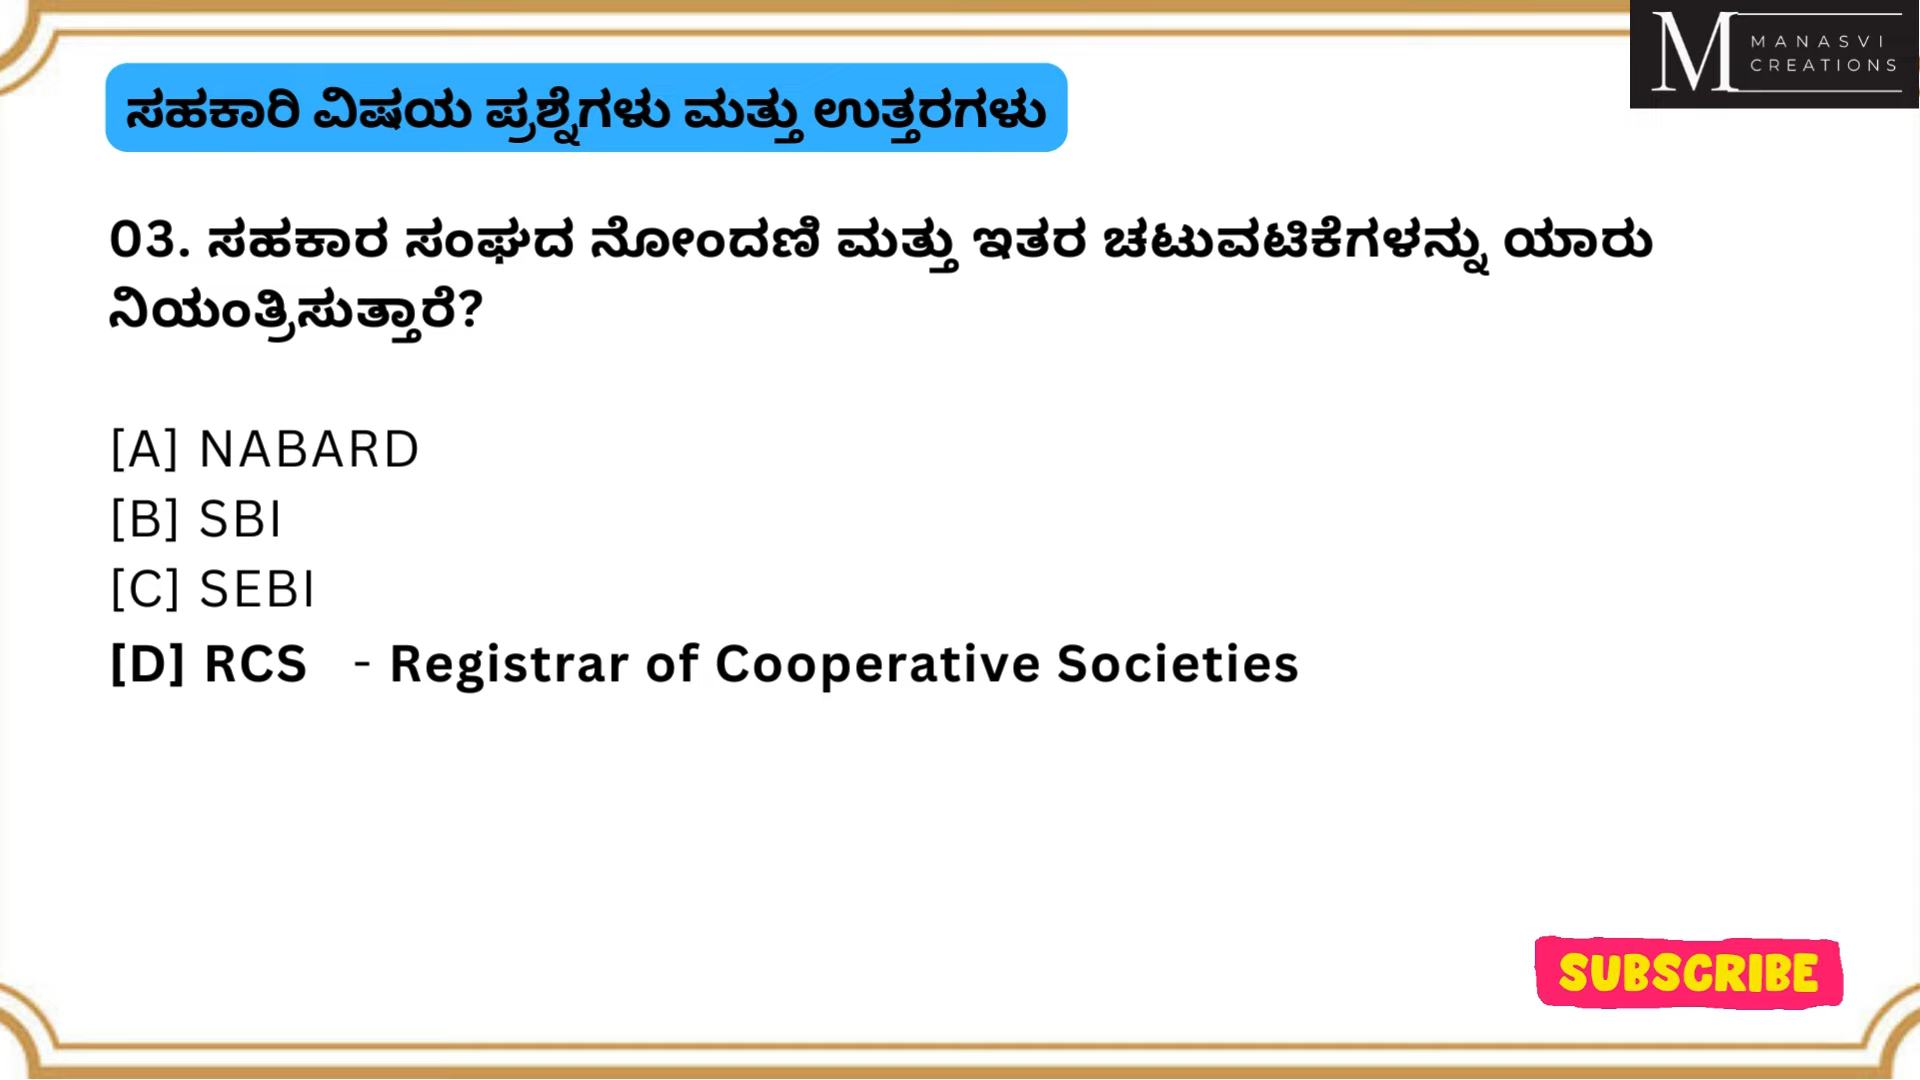 M MANASVI
CREATIONS
ಸಹಕಾರಿ ವಿಷಯ ಪ್ರಶ್ನೆಗಳು ಮತ್ತು ಉತ್ತರಗಳು
03. ಸಹಕಾರ ಸಂಘದ ನೋಂದಣಿ ಮತ್ತು ಇತರ ಚಟುವಟಿಕೆಗಳನ್ನು ಯಾರು
ನಿಯಂತ್ರಿಸುತ್ತಾರೆ?
[A] NABARD
[B] SBI
[C] SEBI
[D] RCS - Registrar of Cooperative Societies
SUBSCRIBE